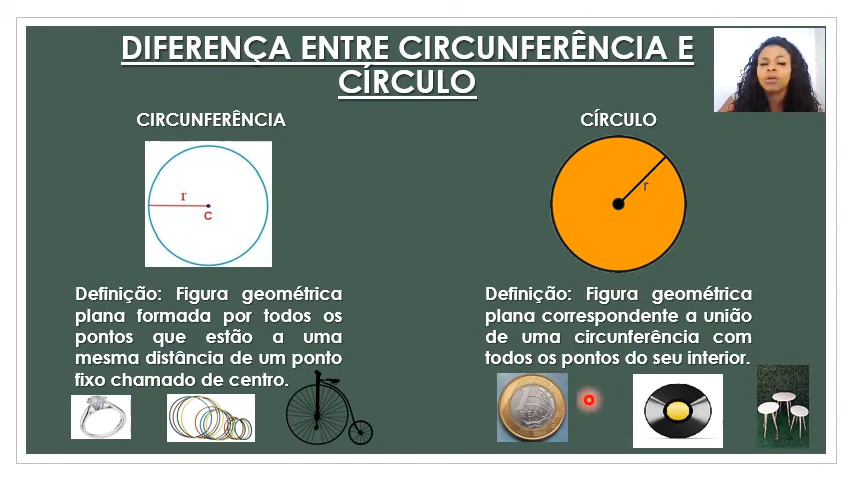 DIFERENÇA ENTRE CIRCUNFERÊNCIA E
CÍRCULO
CIRCUNFERÊNCIA
r
C
Definição: Figura geométrica
plana formada por todos os
pontos que estão a uma
mesma distância de um ponto
fixo chamado de centro.
CÍRCULO
r
Definição: Figura geométrica
plana correspondente a união
de uma circunferência com
todos os pontos do seu interior.
1
REAL